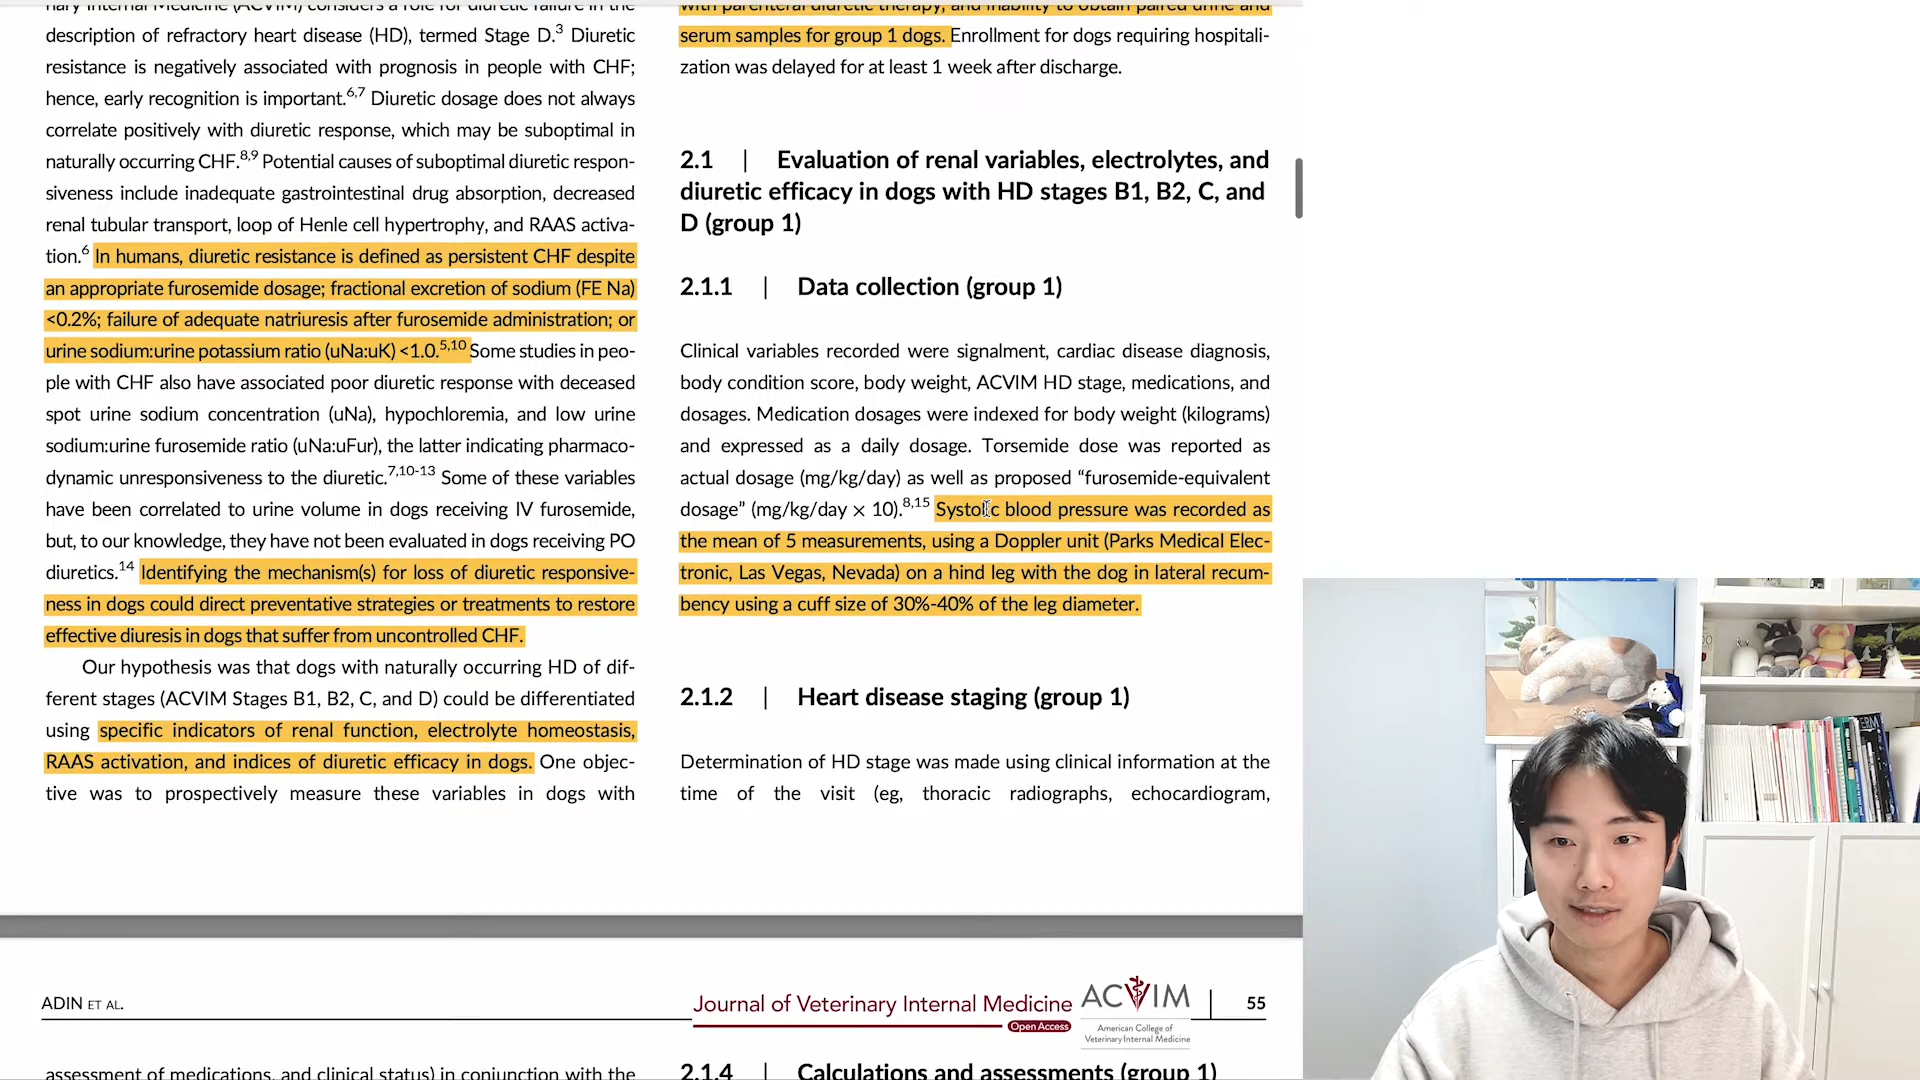 nary Internal Medicine (ACVIM) considers a role for diuretic failure in the
description of refractory heart disease (HD), termed Stage D.3 Diuretic
resistance is negatively associated with prognosis in people with CHF;
hence, early recognition is important.6,7 Diuretic dosage does not always
correlate positively with diuretic response, which may be suboptimal in
naturally occurring CHF.8,9 Potential causes of suboptimal diuretic respon-
siveness include inadequate gastrointestinal drug absorption, decreased
renal tubular transport, loop of Henle cell hypertrophy, and RAAS activa-
tion.6 In humans, diuretic resistance is defined as persistent CHF despite
an appropriate furosemide dosage; fractional excretion of sodium (FE Na)
<0.2%; failure of adequate natriuresis after furosemide administration; or
urine sodium:urine potassium ratio (uNa:uK) <1.0.5,10 Some studies in peo-
ple with CHF also have associated poor diuretic response with deceased
spot urine sodium concentration (uNa), hypochloremia, and low urine
sodium:urine furosemide ratio (uNa:uFur), the latter indicating pharmaco-
dynamic unresponsiveness to the diuretic.7,10-13 Some of these variables
have been correlated to urine volume in dogs receiving IV furosemide,
but, to our knowledge, they have not been evaluated in dogs receiving PO
diuretics.14 Identifying the mechanism(s) for loss of diuretic responsive-
ness in dogs could direct preventative strategies or treatments to restore
effective diuresis in dogs that suffer from uncontrolled CHF.
Our hypothesis was that dogs with naturally occurring HD of dif-
ferent stages (ACVIM Stages B1, B2, C, and D) could be differentiated
using specific indicators of renal function, electrolyte homeostasis,
RAAS activation, and indices of diuretic efficacy in dogs. One objec-
tive was to prospectively measure these variables in dogs with
with parenteral diuretic therapy, and inability to obtain paired urine and
serum samples for group 1 dogs. Enrollment for dogs requiring hospitali-
zation was delayed for at least 1 week after discharge.
2.1 | Evaluation of renal variables, electrolytes, and
diuretic efficacy in dogs with HD stages B1, B2, C, and
D (group 1)
2.1.1 | Data collection (group 1)
Clinical variables recorded were signalment, cardiac disease diagnosis,
body condition score, body weight, ACVIM HD stage, medications, and
dosages. Medication dosages were indexed for body weight (kilograms)
and expressed as a daily dosage. Torsemide dose was reported as
actual dosage (mg/kg/day) as well as proposed “furosemide-equivalent
dosage” (mg/kg/day × 10).8,15 Systolic blood pressure was recorded as
the mean of 5 measurements, using a Doppler unit (Parks Medical Elec-
tronic, Las Vegas, Nevada) on a hind leg with the dog in lateral recum-
bency using a cuff size of 30%-40% of the leg diameter.
2.1.2 | Heart disease staging (group 1)
Determination of HD stage was made using clinical information at the
time of the visit (eg, thoracic radiographs, echocardiogram,
ADIN ET AL.
Journal of Veterinary Internal Medicine
Open Access
ACVIM
American College of
Veterinary Internal Medicine
55
assessment of medications, and clinical status) in conjunction with the
2.1.4 | Calculations and assessments (group 1)